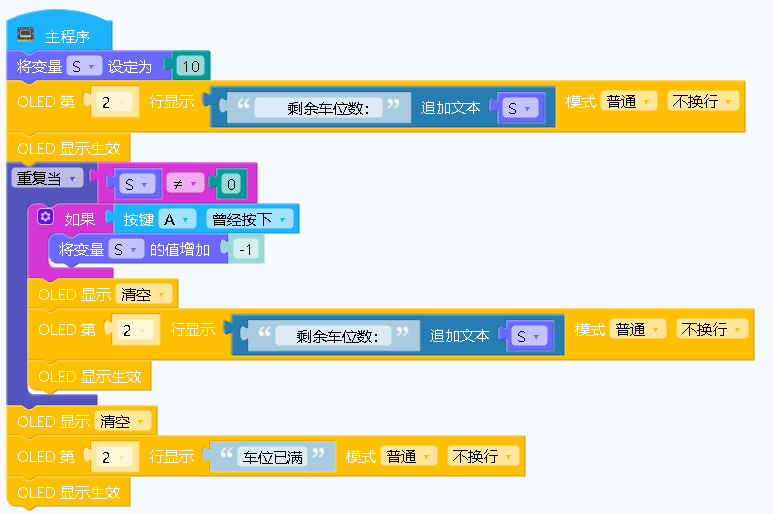 主程序
将变量 S 设定为 10
OLED 第 2 行显示 “ 剩余车位数: ” 追加文本 S 模式 普通 不换行
OLED 显示生效
重复当 S ≠ 0
如果 按键 A 曾经按下
将变量 S 的值增加 -1
OLED 显示 清空
OLED 第 2 行显示 “ 剩余车位数: ” 追加文本 S 模式 普通 不换行
OLED 显示生效
OLED 显示 清空
OLED 第 2 行显示 “ 车位已满 ” 模式 普通 不换行
OLED 显示生效